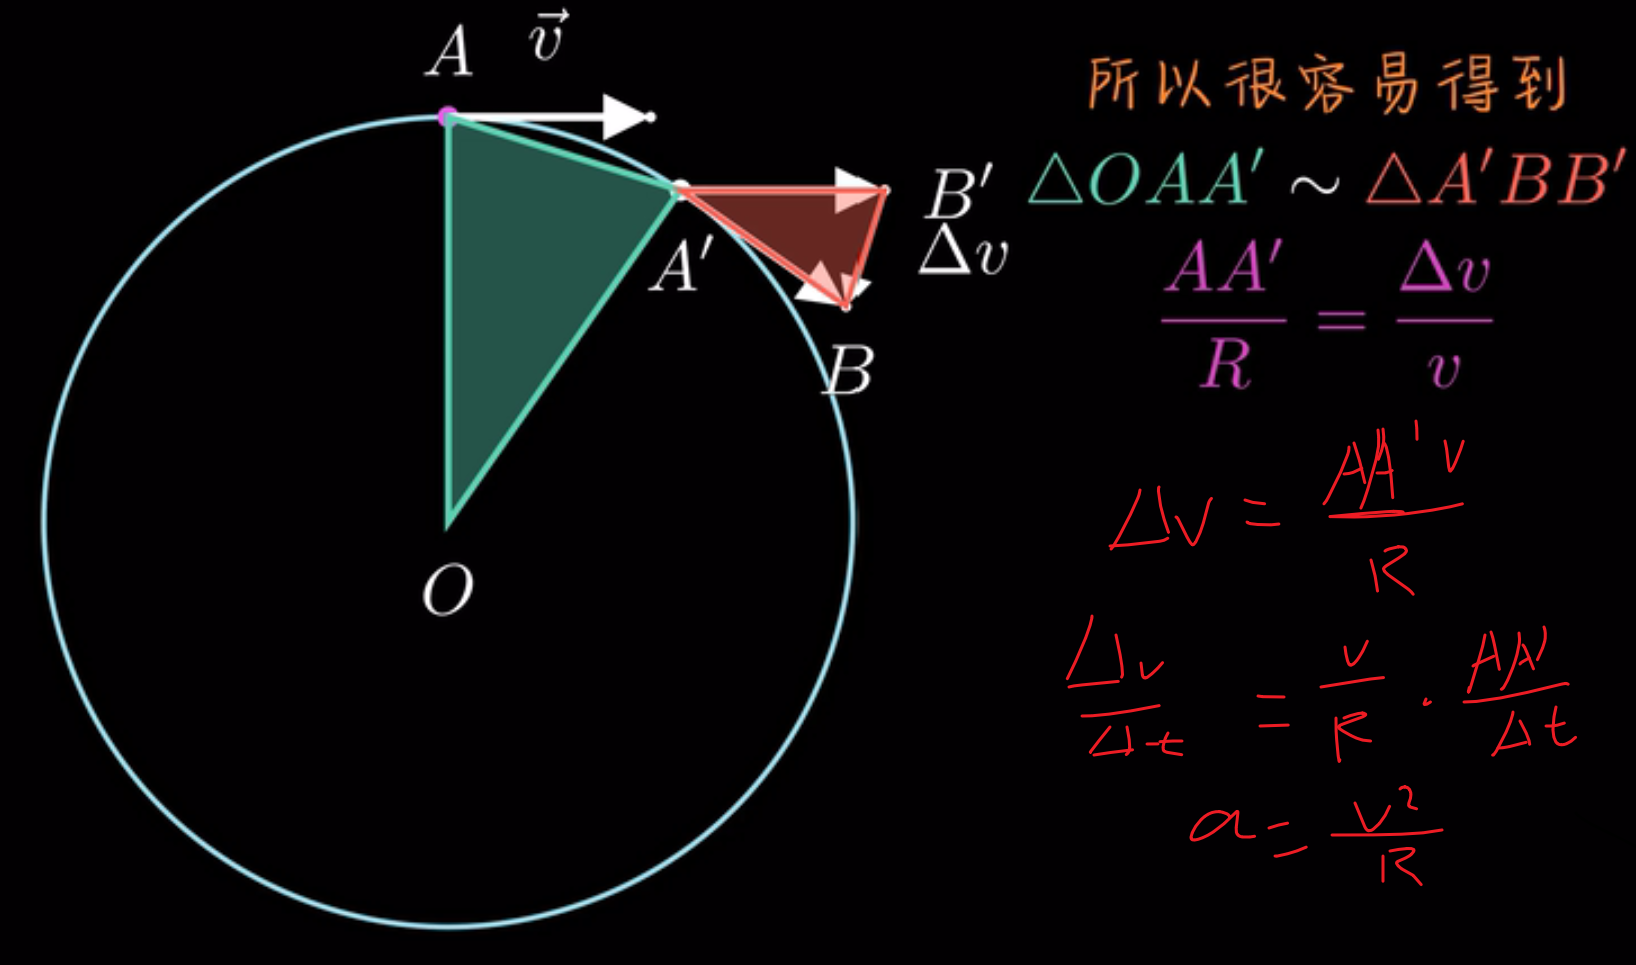 A
v⃗
所以很容易得到
△OAA′ ~ △A′BB′
B′
Δv
A′
AA′/R = Δv/v
B
O
Δv = AA′v/R
Δv/Δt = v/R · AA′/Δt
a = v²/R